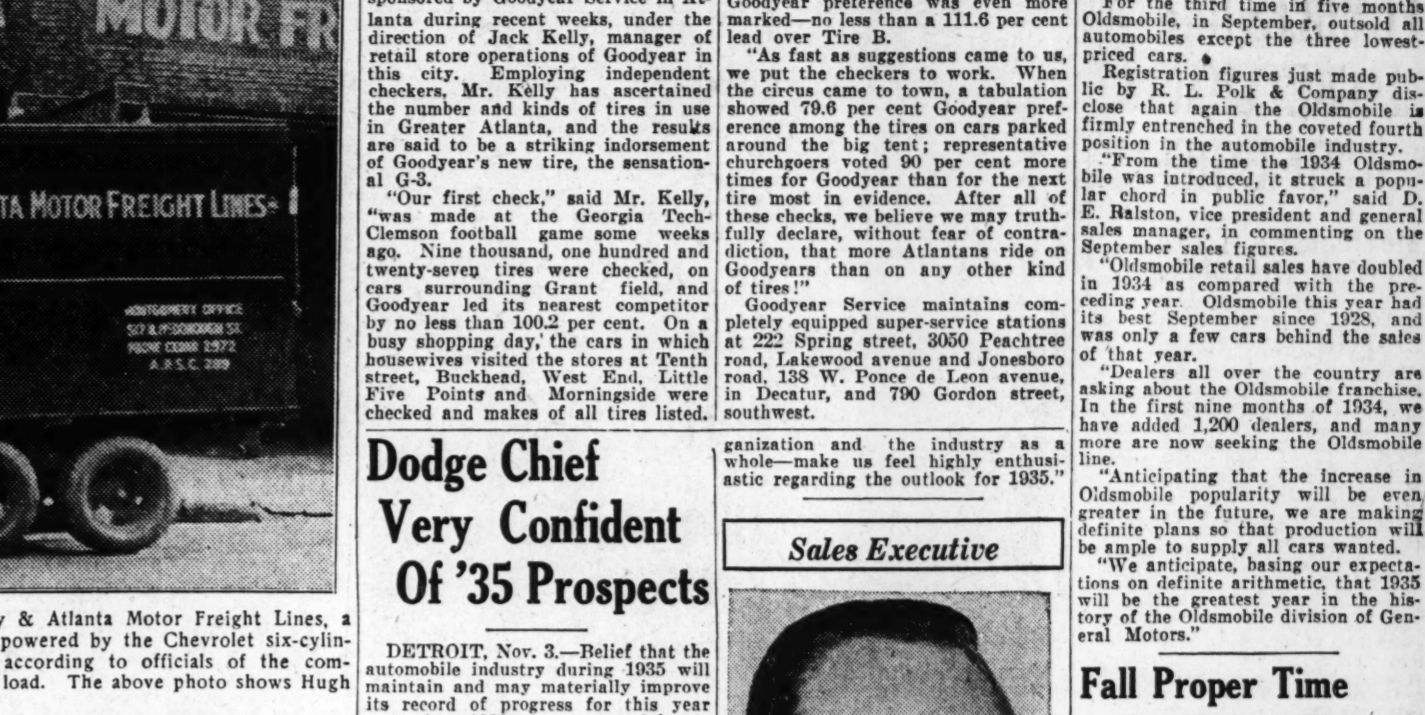 MOTOR FR
TA MOTOR FREIGHT LINES
MONTGOMERY OFFICE
PHONE CEDAR 1972
A.P.S.C. 289
& Atlanta Motor Freight Lines, a
powered by the Chevrolet six-cylin-
according to officials of the com-
load. The above photo shows Hugh
sponsored by Goodyear Service in At-
lanta during recent weeks, under the
direction of Jack Kelly, manager of
retail store operations of Goodyear in
this city. Employing independent
checkers, Mr. Kelly has ascertained
the number and kinds of tires in use
in Greater Atlanta, and the results
are said to be a striking indorsement
of Goodyear's new tire, the sensation-
al G-3.
"Our first check," said Mr. Kelly,
"was made at the Georgia Tech-
Clemson football game some weeks
ago. Nine thousand, one hundred and
twenty-seven tires were checked, on
cars surrounding Grant field, and
Goodyear led its nearest competitor
by no less than 100.2 per cent. On a
busy shopping day, the cars in which
housewives visited the stores at Tenth
street, Buckhead, West End, Little
Five Points and Morningside were
checked and makes of all tires listed.
Goodyear preference was even more
marked—no less than a 111.6 per cent
lead over Tire B.
"As fast as suggestions came to us,
we put the checkers to work. When
the circus came to town, a tabulation
showed 79.6 per cent Goodyear pref-
erence among the tires on cars parked
around the big tent; representative
churchgoers voted 90 per cent more
times for Goodyear than for the next
tire most in evidence. After all of
these checks, we believe we may truth-
fully declare, without fear of contra-
diction, that more Atlantans ride on
Goodyears than on any other kind
of tires!"
Goodyear Service maintains com-
pletely equipped super-service stations
at 222 Spring street, 3050 Peachtree
road, Lakewood avenue and Jonesboro
road, 138 W. Ponce de Leon avenue,
in Decatur, and 790 Gordon street,
southwest.
Dodge Chief
Very Confident
Of '35 Prospects
DETROIT, Nov. 3.—Belief that the
automobile industry during 1935 will
maintain and may materially improve
its record of progress for this year
ganization and the industry as a
whole—make us feel highly enthusi-
astic regarding the outlook for 1935."
Sales Executive
For the third time in five months
Oldsmobile, in September, outsold all
automobiles except the three lowest-
priced cars.
Registration figures just made pub-
lic by R. L. Polk & Company dis-
close that again the Oldsmobile is
firmly entrenched in the coveted fourth
position in the automobile industry.
"From the time the 1934 Oldsmo-
bile was introduced, it struck a popu-
lar chord in public favor," said D.
E. Ralston, vice president and general
sales manager, in commenting on the
September sales figures.
"Oldsmobile retail sales have doubled
in 1934 as compared with the pre-
ceding year. Oldsmobile this year had
its best September since 1928, and
was only a few cars behind the sales
of that year.
"Dealers all over the country are
asking about the Oldsmobile franchise.
In the first nine months of 1934, we
have added 1,200 dealers, and many
more are now seeking the Oldsmobile
line.
"Anticipating that the increase in
Oldsmobile popularity will be even
greater in the future, we are making
definite plans so that production will
be ample to supply all cars wanted.
"We anticipate, basing our expecta-
tions on definite arithmetic, that 1935
will be the greatest year in the his-
tory of the Oldsmobile division of Gen-
eral Motors."
Fall Proper Time